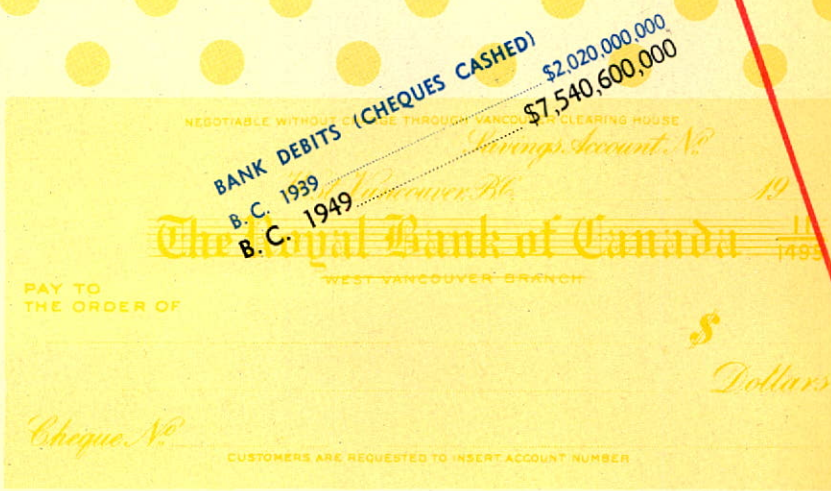 BANK DEBITS (CHEQUES CASHED)
B. C. 1939 $2,020,000,000
B. C. 1949 $7,540,600,000
NEGOTIABLE WITHOUT CHARGE THROUGH VANCOUVER CLEARING HOUSE
Savings Account No
West Vancouver, B.C. 19
The Royal Bank of Canada
WEST VANCOUVER BRANCH
PAY TO
THE ORDER OF
$
Dollars
Cheque No
CUSTOMERS ARE REQUESTED TO INSERT ACCOUNT NUMBER